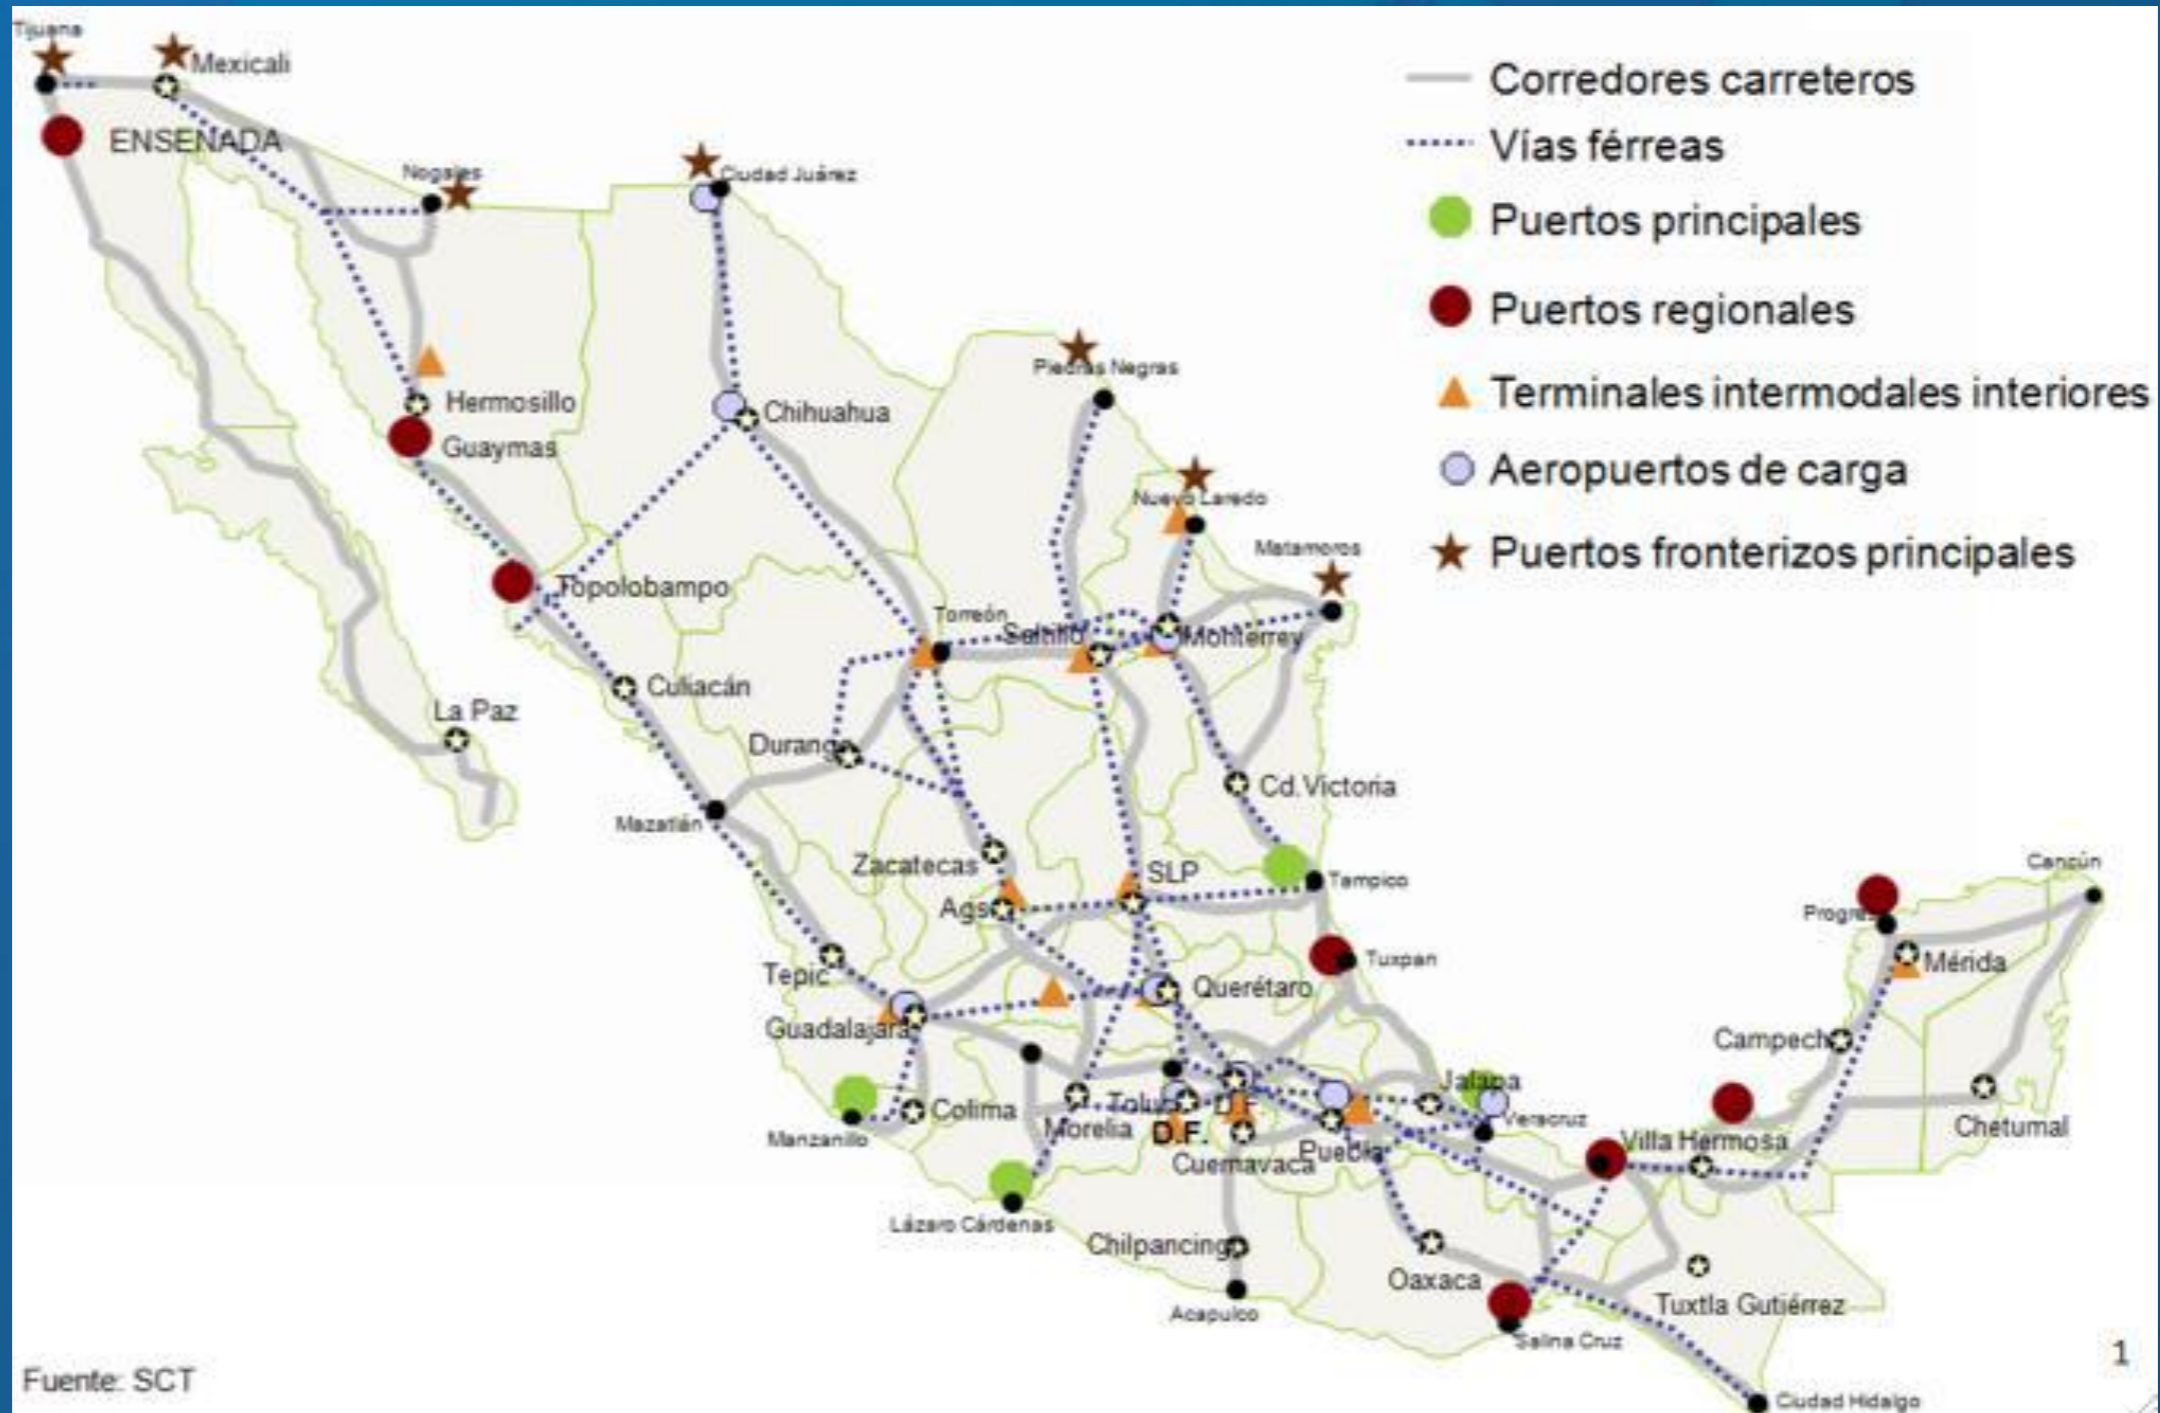 Tijuana
Mexicali
ENSENADA
Nogales
Ciudad Juárez
Hermosillo
Guaymas
Chihuahua
Piedras Negras
Nuevo Laredo
Matamoros
Topolobampo
Torreón
Saltillo
Monterrey
Culiacán
La Paz
Durango
Cd.Victoria
Mazatlán
Zacatecas
SLP
Tampico
Ags
Tuxpan
Tepic
Querétaro
Guadalajara
Colima
Manzanillo
Morelia
Toluca
D.F.
D.F.
Cuernavaca
Puebla
Jalapa
Veracruz
Lázaro Cárdenas
Chilpancingo
Acapulco
Oaxaca
Salina Cruz
Villa Hermosa
Tuxtla Gutiérrez
Ciudad Hidalgo
Cancún
Progreso
Mérida
Campeche
Chetumal
Corredores carreteros
Vías férreas
Puertos principales
Puertos regionales
Terminales intermodales interiores
Aeropuertos de carga
Puertos fronterizos principales
Fuente: SCT
1